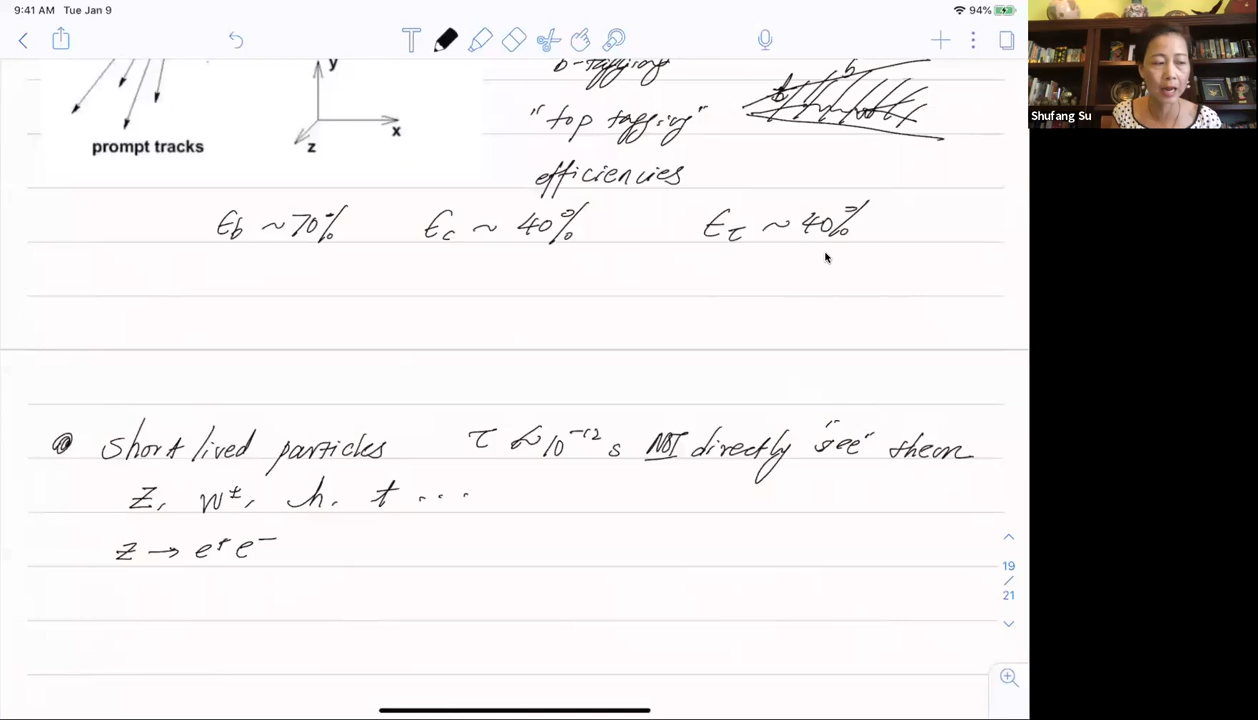 9:41 AM Tue Jan 9
94%
y
x
z
prompt tracks
b-tagging
b
"top tagging"
efficiencies
ϵb ~ 70% ϵc ~ 40% ϵτ ~ 40%
Shufang Su
short lived particles τ ≲ 10⁻¹² s NOT directly "see" them
Z, W±, h, t ...
Z → e⁺ e⁻
19
/
21